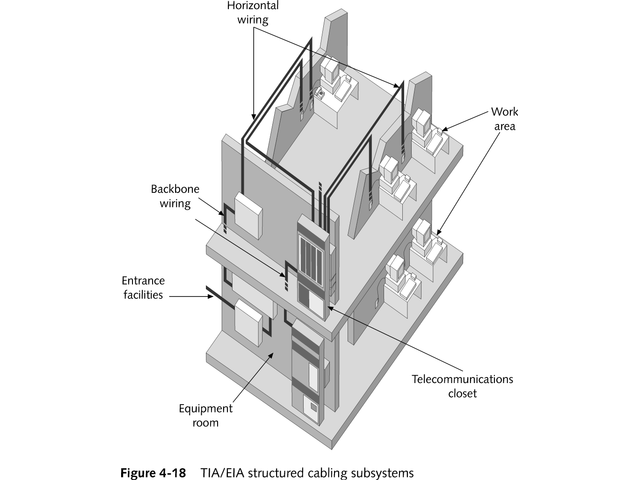 Horizontal
wiring
Work
area
Backbone
wiring
Entrance
facilities
Telecommunications
closet
Equipment
room
Figure 4-18 TIA/EIA structured cabling subsystems